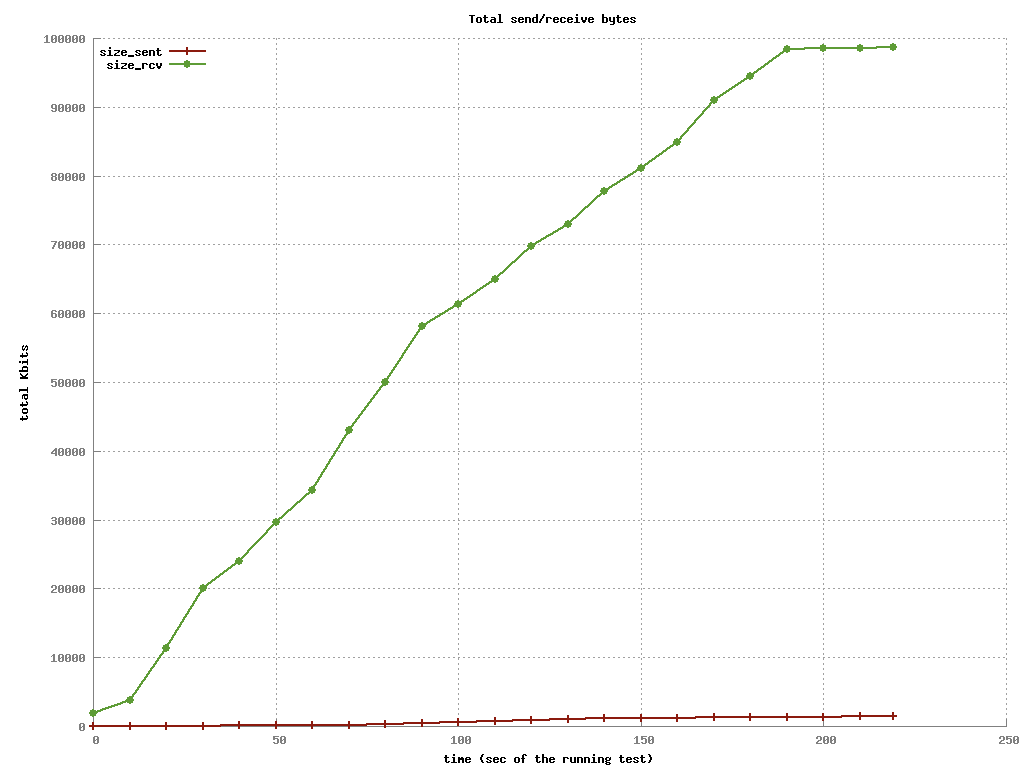 Total send/receive bytes
size_sent
size_rcv
100000
90000
80000
70000
60000
50000
40000
30000
20000
10000
0
total Kbits
0 50 100 150 200 250
time (sec of the running test)